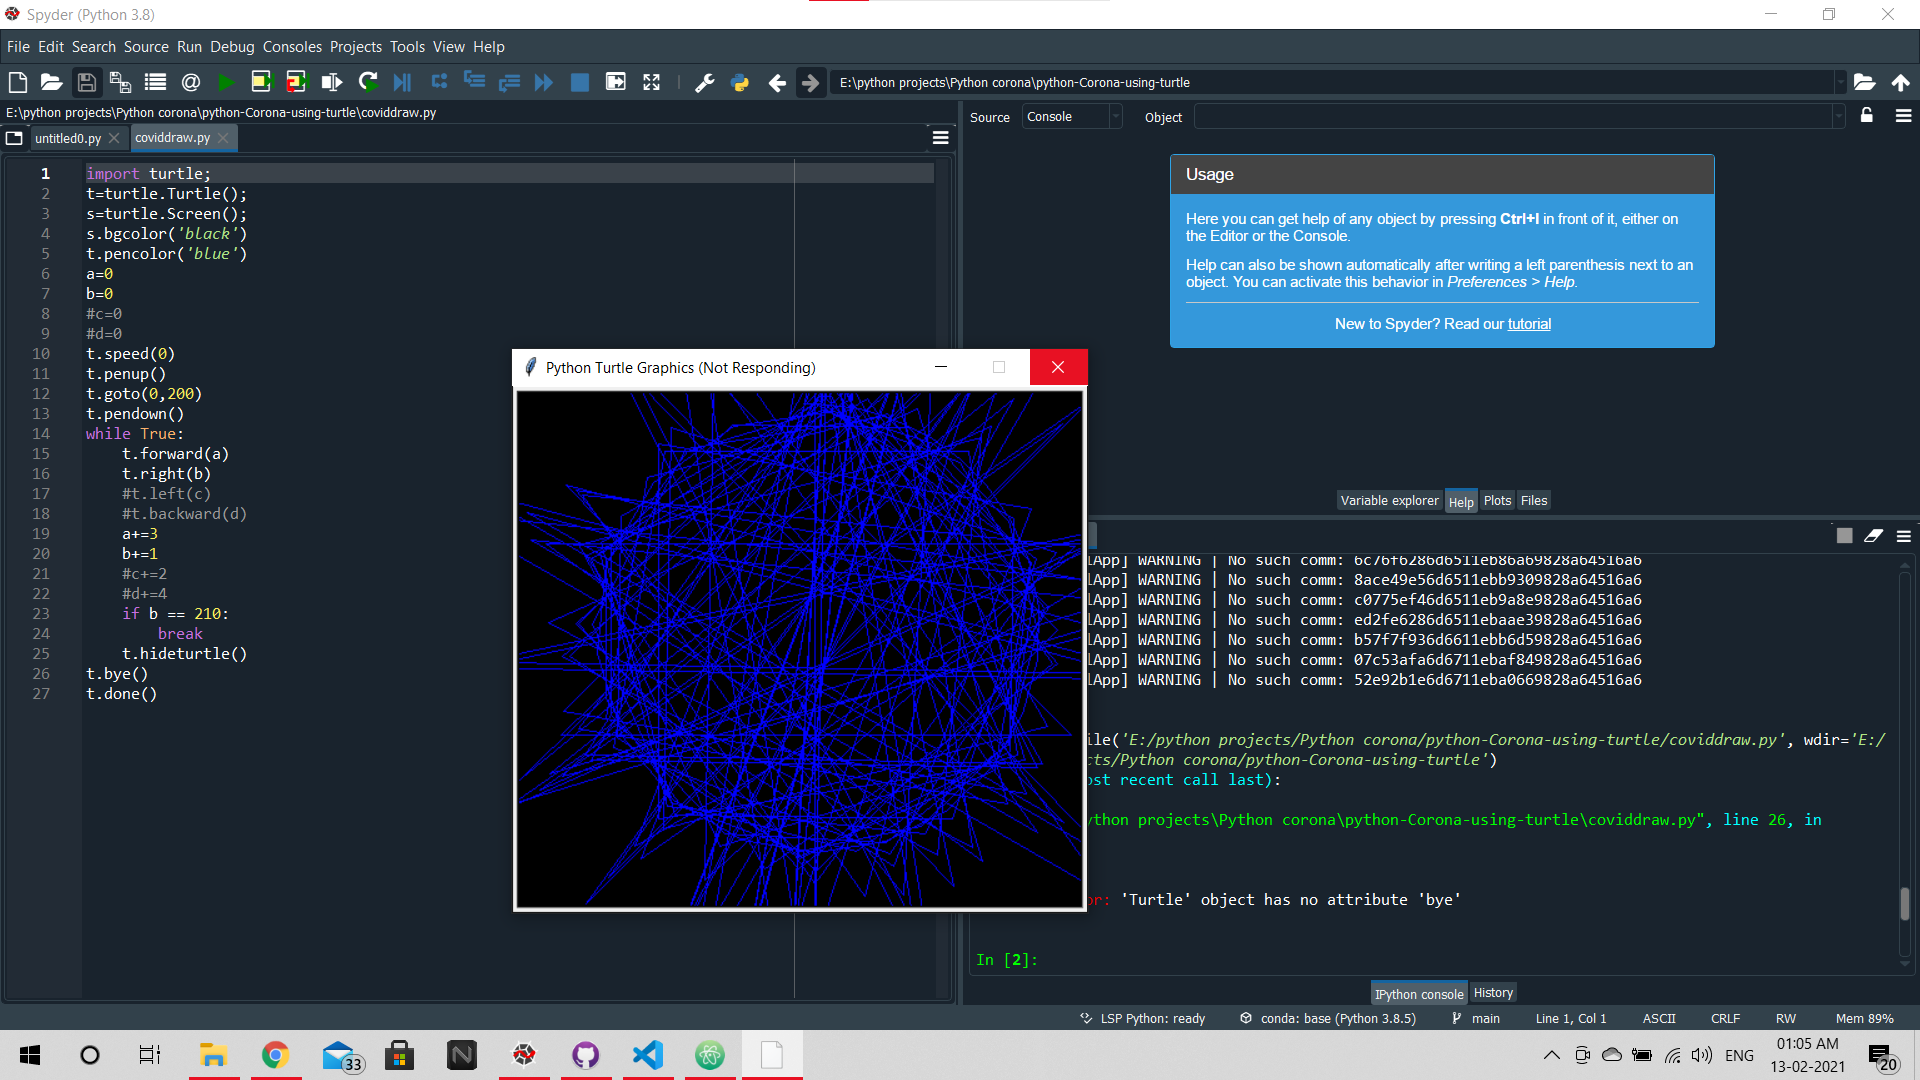 Spyder (Python 3.8)
File Edit Search Source Run Debug Consoles Projects Tools View Help
E:\python projects\Python corona\python-Corona-using-turtle
E:\python projects\Python corona\python-Corona-using-turtle\coviddraw.py
untitled0.py
coviddraw.py
1 import turtle;
2 t=turtle.Turtle();
3 s=turtle.Screen();
4 s.bgcolor('black')
5 t.pencolor('blue')
6 a=0
7 b=0
8 #c=0
9 #d=0
10 t.speed(0)
11 t.penup()
12 t.goto(0,200)
13 t.pendown()
14 while True:
15 t.forward(a)
16 t.right(b)
17 #t.left(c)
18 #t.backward(d)
19 a+=3
20 b+=1
21 #c+=2
22 #d+=4
23 if b == 210:
24 break
25 t.hideturtle()
26 t.bye()
27 t.done()
Python Turtle Graphics (Not Responding)
Source Console Object
Usage
Here you can get help of any object by pressing Ctrl+I in front of it, either on
the Editor or the Console.
Help can also be shown automatically after writing a left parenthesis next to an
object. You can activate this behavior in Preferences > Help.
New to Spyder? Read our tutorial
Variable explorer Help Plots Files
lApp] WARNING | No such comm: 6c76f6286d6511eb86a69828a64516a6
lApp] WARNING | No such comm: 8ace49e56d6511ebb9309828a64516a6
lApp] WARNING | No such comm: c0775ef46d6511eb9a8e9828a64516a6
lApp] WARNING | No such comm: ed2fe6286d6511ebaae39828a64516a6
lApp] WARNING | No such comm: b57f7f936d6611ebb6d59828a64516a6
lApp] WARNING | No such comm: 07c53afa6d6711ebaf849828a64516a6
lApp] WARNING | No such comm: 52e92b1e6d6711eba0669828a64516a6
ile('E:/python projects/Python corona/python-Corona-using-turtle/coviddraw.py', wdir='E:/
cts/Python corona/python-Corona-using-turtle')
ost recent call last):
ython projects\Python corona\python-Corona-using-turtle\coviddraw.py", line 26, in
or: 'Turtle' object has no attribute 'bye'
In [2]:
IPython console History
LSP Python: ready
conda: base (Python 3.8.5)
main
Line 1, Col 1
ASCII
CRLF
RW
Mem 89%
33
N
ENG
01:05 AM
13-02-2021
20